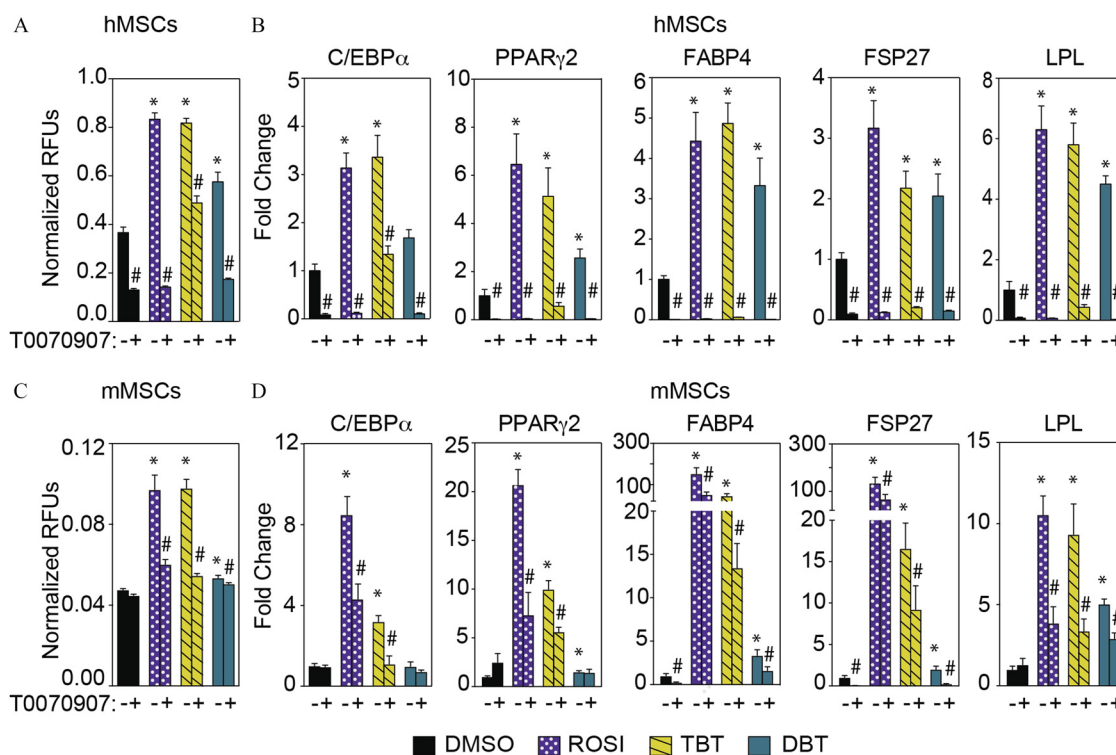 A hMSCs B hMSCs
C/EBPα PPARγ2 FABP4 FSP27 LPL
Normalized RFUs
1.0
0.8
0.6
0.4
0.2
0.0
* # * # * # #
Fold Change
5
4
3
2
1
0
# * # * # #
10
8
6
4
2
0
# * # * # * #
6
5
4
3
2
1
0
# * # * # * #
4
3
2
1
0
# * # * # * #
8
6
4
2
0
# * # * # * #
T0070907: -+ -+ -+ -+ -+ -+ -+ -+ -+ -+ -+ -+ -+ -+ -+ -+ -+ -+ -+ -+ -+ -+ -+ -+
C mMSCs D mMSCs
C/EBPα PPARγ2 FABP4 FSP27 LPL
Normalized RFUs
0.12
0.08
0.04
0.00
* # * # * #
Fold Change
12
8
4
0
* # * #
25
20
15
10
5
0
* # * # *
300
100
20
15
10
5
0
# * # * # * #
300
100
20
15
10
5
0
# * # * # * #
15
10
5
0
* # * # * #
T0070907: -+ -+ -+ -+ -+ -+ -+ -+ -+ -+ -+ -+ -+ -+ -+ -+ -+ -+ -+ -+ -+ -+ -+ -+
DMSO ROSI TBT DBT